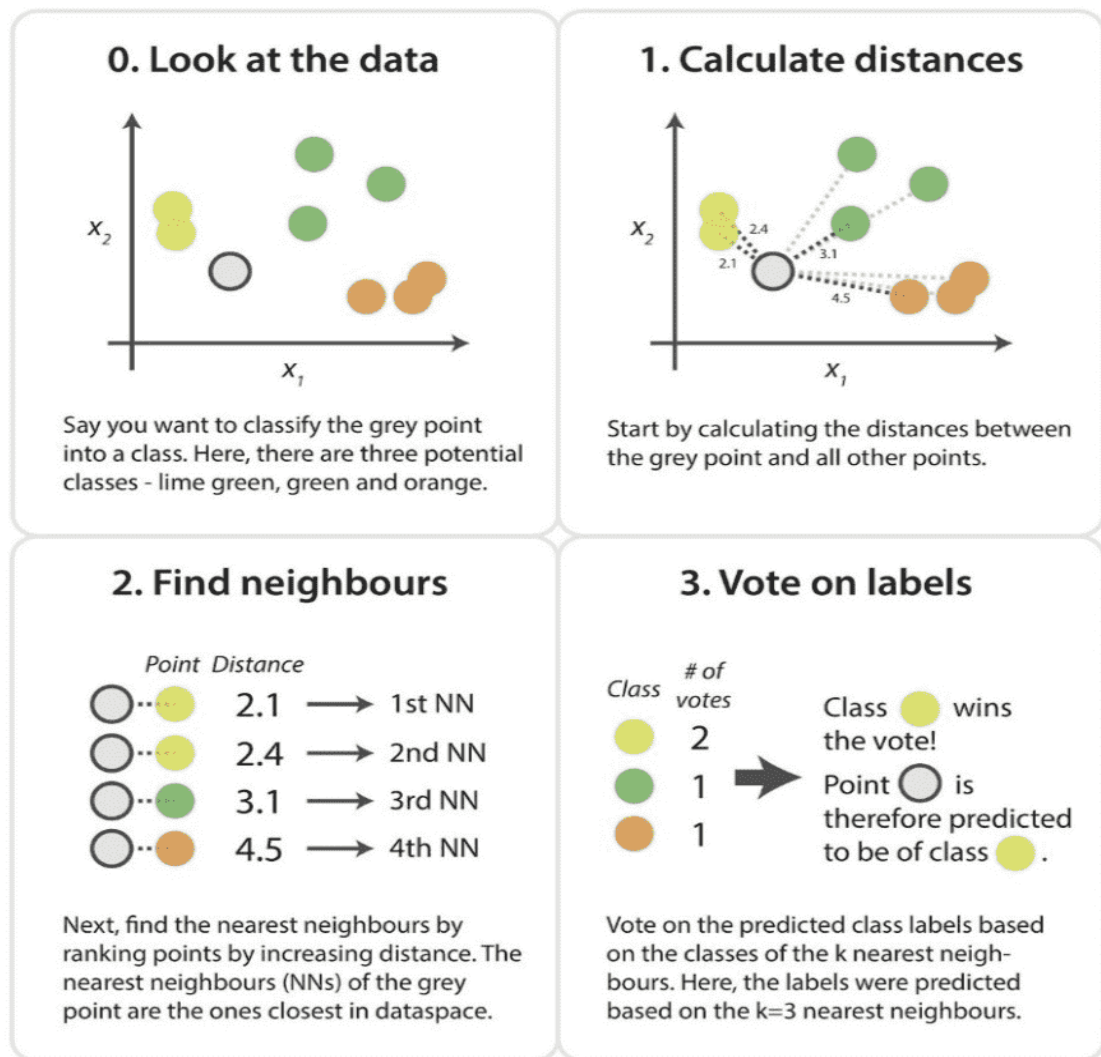 0. Look at the data
x2
x1
Say you want to classify the grey point
into a class. Here, there are three potential
classes - lime green, green and orange.
1. Calculate distances
x2
2.4
2.1
3.1
4.5
x1
Start by calculating the distances between
the grey point and all other points.
2. Find neighbours
Point Distance
2.1 1st NN
2.4 2nd NN
3.1 3rd NN
4.5 4th NN
Next, find the nearest neighbours by
ranking points by increasing distance. The
nearest neighbours (NNs) of the grey
point are the ones closest in dataspace.
3. Vote on labels
Class # of
votes
2
1
1
Class wins
the vote!
Point is
therefore predicted
to be of class .
Vote on the predicted class labels based
on the classes of the k nearest neigh-
bours. Here, the labels were predicted
based on the k=3 nearest neighbours.